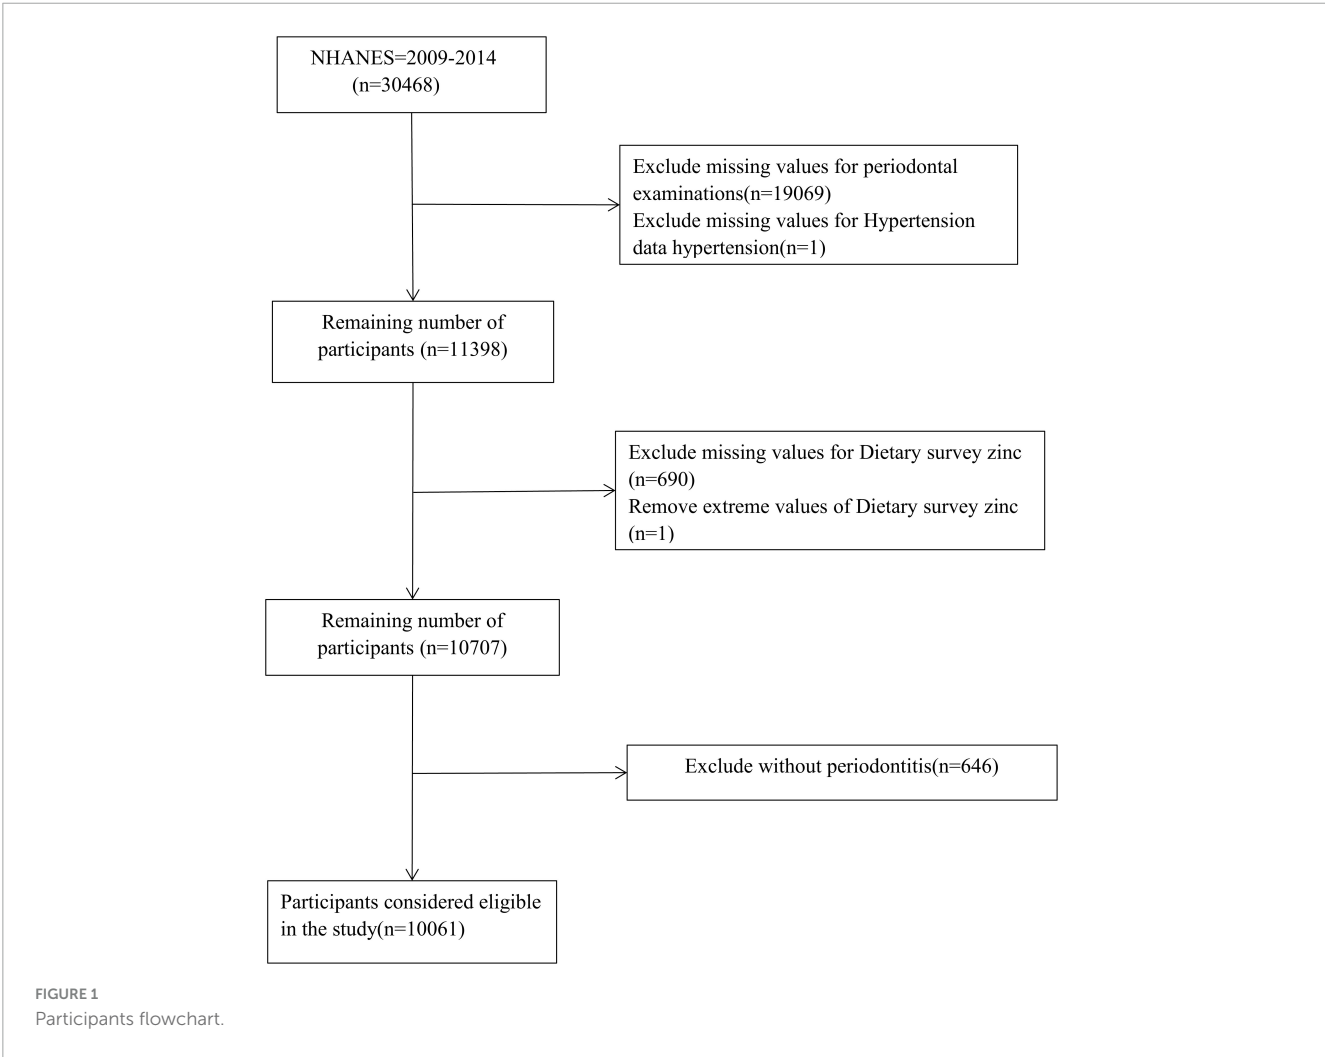 NHANES=2009-2014
(n=30468)
Exclude missing values for periodontal
examinations(n=19069)
Exclude missing values for Hypertension
data hypertension(n=1)
Remaining number of
participants (n=11398)
Exclude missing values for Dietary survey zinc
(n=690)
Remove extreme values of Dietary survey zinc
(n=1)
Remaining number of
participants (n=10707)
Exclude without periodontitis(n=646)
Participants considered eligible
in the study(n=10061)
FIGURE 1
Participants flowchart.